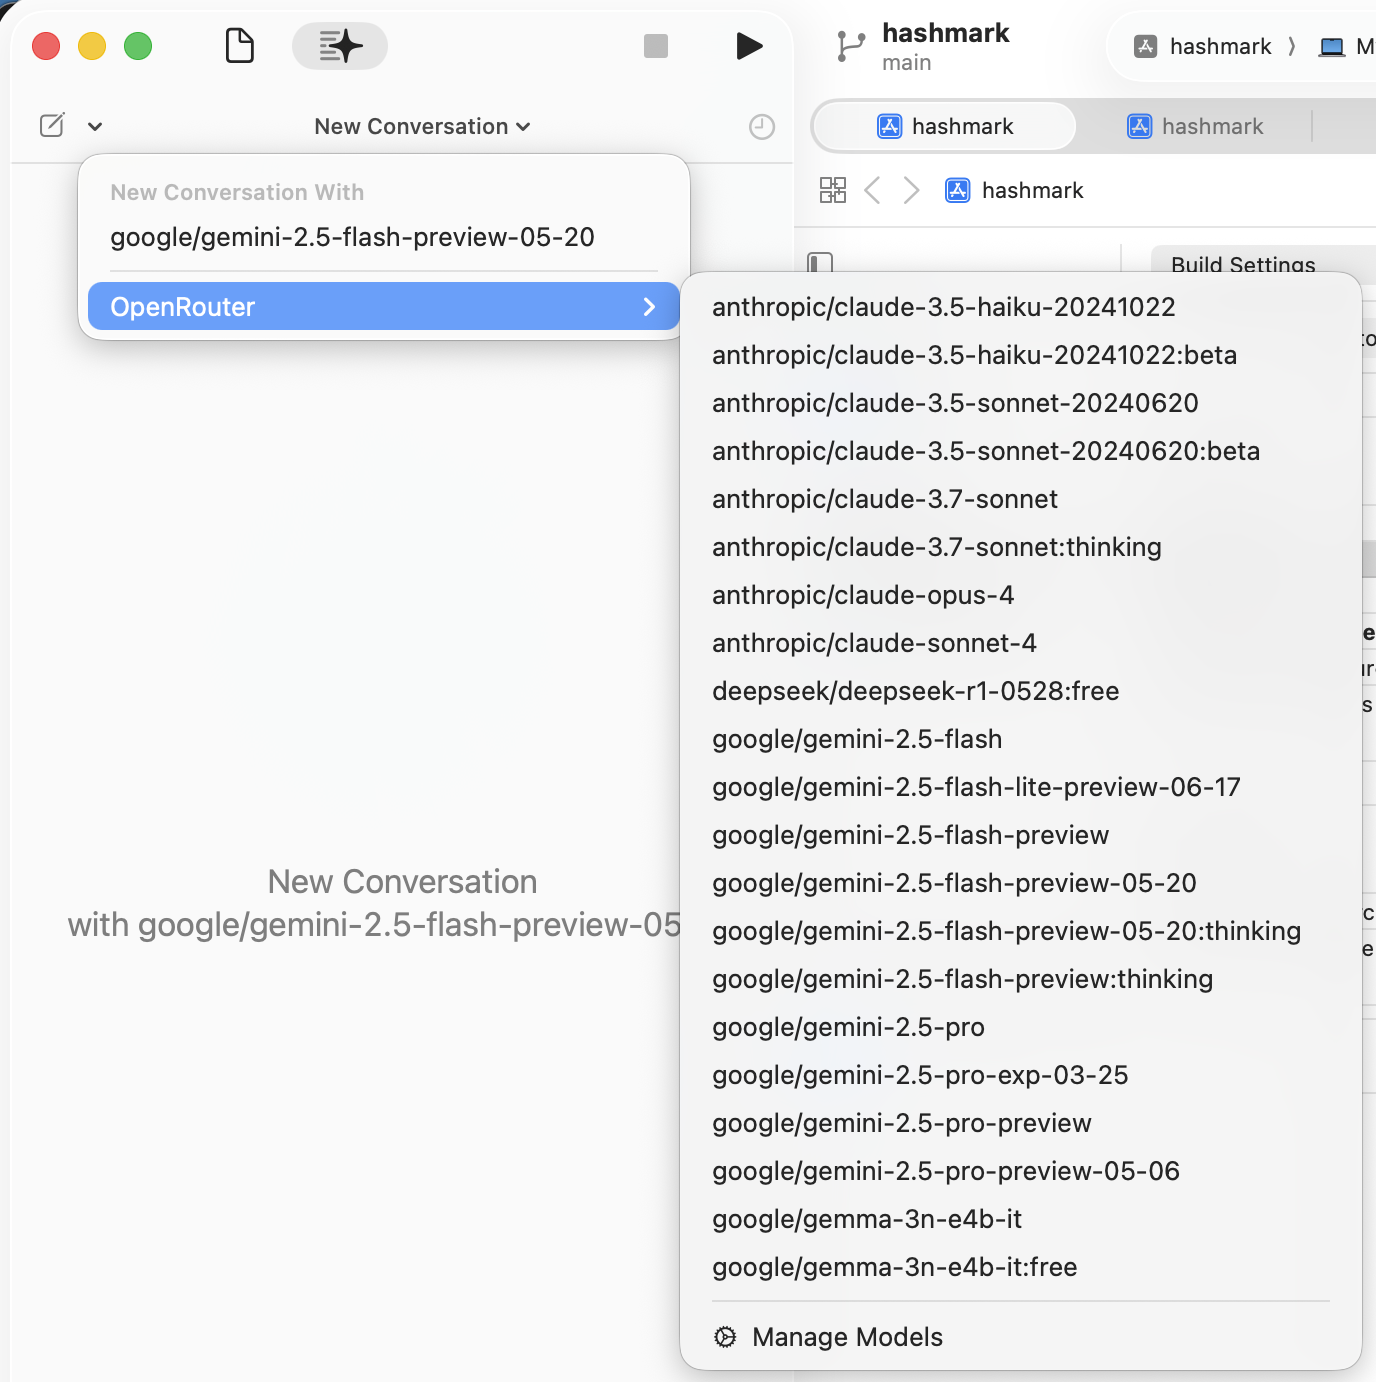 hashmark
main
hashmark
New Conversation
hashmark
hashmark
hashmark
New Conversation With
google/gemini-2.5-flash-preview-05-20
OpenRouter
Build Settings
anthropic/claude-3.5-haiku-20241022
anthropic/claude-3.5-haiku-20241022:beta
anthropic/claude-3.5-sonnet-20240620
anthropic/claude-3.5-sonnet-20240620:beta
anthropic/claude-3.7-sonnet
anthropic/claude-3.7-sonnet:thinking
anthropic/claude-opus-4
anthropic/claude-sonnet-4
deepseek/deepseek-r1-0528:free
google/gemini-2.5-flash
google/gemini-2.5-flash-lite-preview-06-17
google/gemini-2.5-flash-preview
google/gemini-2.5-flash-preview-05-20
google/gemini-2.5-flash-preview-05-20:thinking
google/gemini-2.5-flash-preview:thinking
google/gemini-2.5-pro
google/gemini-2.5-pro-exp-03-25
google/gemini-2.5-pro-preview
google/gemini-2.5-pro-preview-05-06
google/gemma-3n-e4b-it
google/gemma-3n-e4b-it:free
Manage Models
New Conversation
with google/gemini-2.5-flash-preview-05